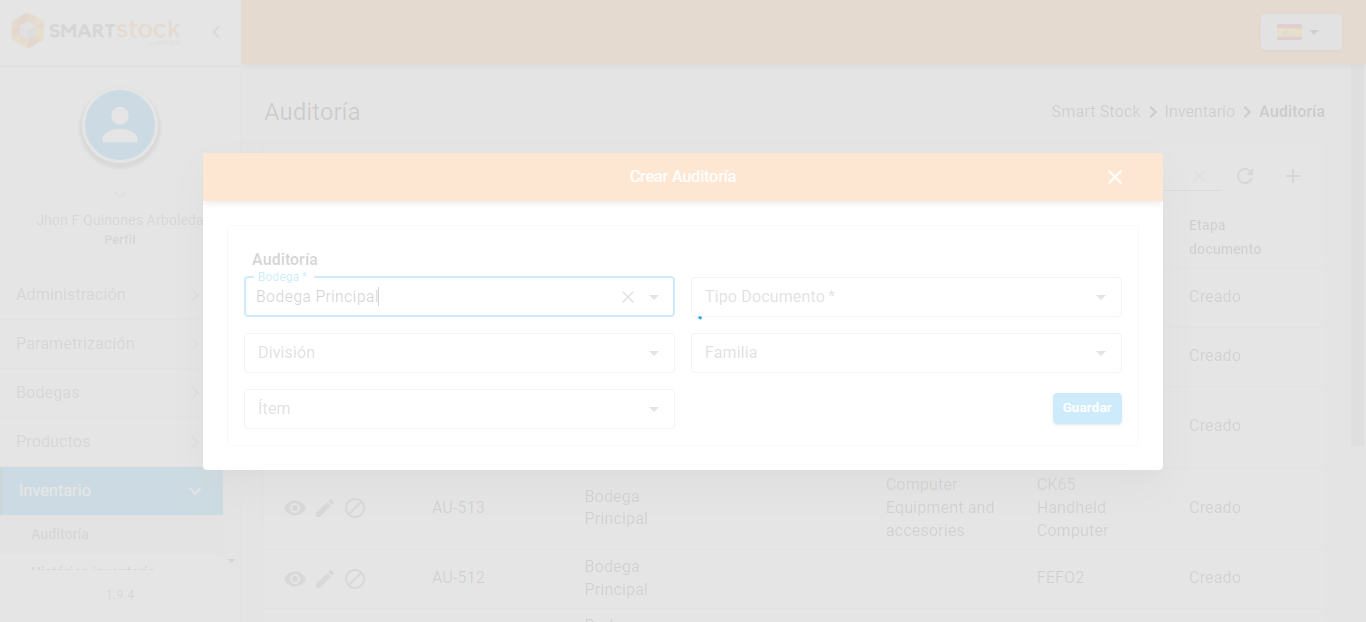 SMARTstock
Auditoría
Smart Stock > Inventario > Auditoría
Jhon F Quinones Arboleda
Perfil
Administración
Parametrización
Bodegas
Productos
Inventario
Auditoría
1.9.4
Crear Auditoría
Auditoría
Bodega *
Bodega Principal
Tipo Documento *
División
Familia
Ítem
Guardar
Etapa
documento
Creado
Creado
Creado
AU-513
Bodega
Principal
Computer
Equipment and
accesories
CK65
Handheld
Computer
Creado
AU-512
Bodega
Principal
FEFO2
Creado